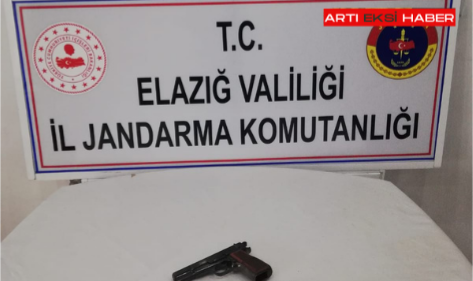 ARTI EKSİ HABER
T.C.
ELAZIĞ VALİLİĞİ
İL JANDARMA KOMUTANLIĞI